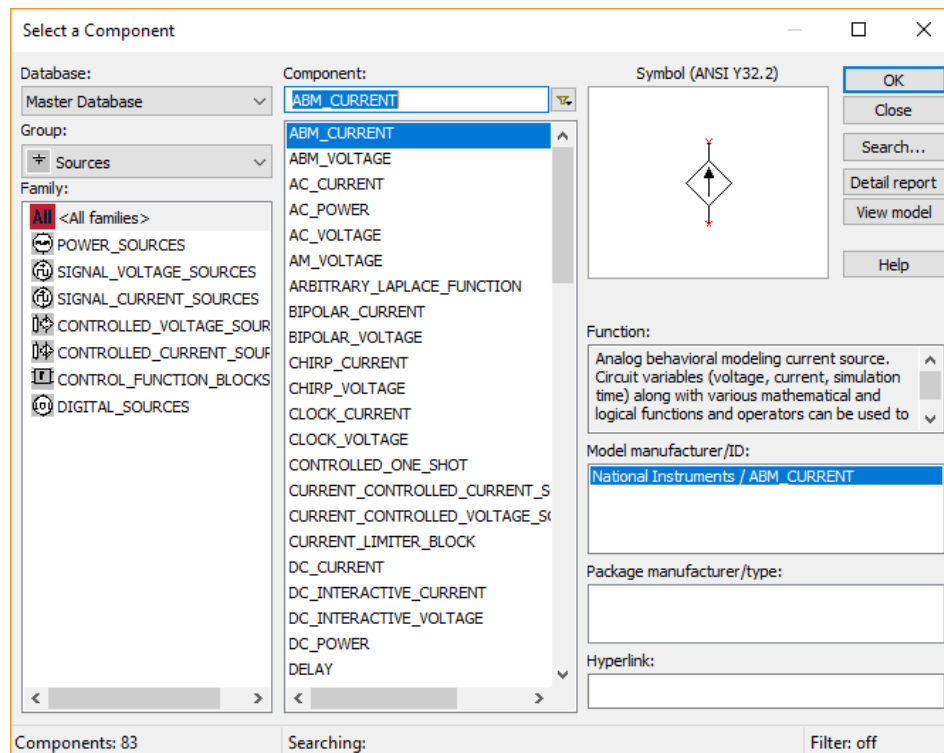 Select a Component
Database:
Master Database
Group:
Sources
Family:
All <All families>
POWER_SOURCES
SIGNAL_VOLTAGE_SOURCES
SIGNAL_CURRENT_SOURCES
CONTROLLED_VOLTAGE_SOUR
CONTROLLED_CURRENT_SOUR
CONTROL_FUNCTION_BLOCKS
DIGITAL_SOURCES
Component:
ABM_CURRENT
ABM_CURRENT
ABM_VOLTAGE
AC_CURRENT
AC_POWER
AC_VOLTAGE
AM_VOLTAGE
ARBITRARY_LAPLACE_FUNCTION
BIPOLAR_CURRENT
BIPOLAR_VOLTAGE
CHIRP_CURRENT
CHIRP_VOLTAGE
CLOCK_CURRENT
CLOCK_VOLTAGE
CONTROLLED_ONE_SHOT
CURRENT_CONTROLLED_CURRENT_S
CURRENT_CONTROLLED_VOLTAGE_SO
CURRENT_LIMITER_BLOCK
DC_CURRENT
DC_INTERACTIVE_CURRENT
DC_INTERACTIVE_VOLTAGE
DC_POWER
DELAY
Symbol (ANSI Y32.2)
OK
Close
Search...
Detail report
View model
Help
Function:
Analog behavioral modeling current source.
Circuit variables (voltage, current, simulation
time) along with various mathematical and
logical functions and operators can be used to
Model manufacturer/ID:
National Instruments / ABM_CURRENT
Package manufacturer/type:
Hyperlink:
Components: 83
Searching:
Filter: off